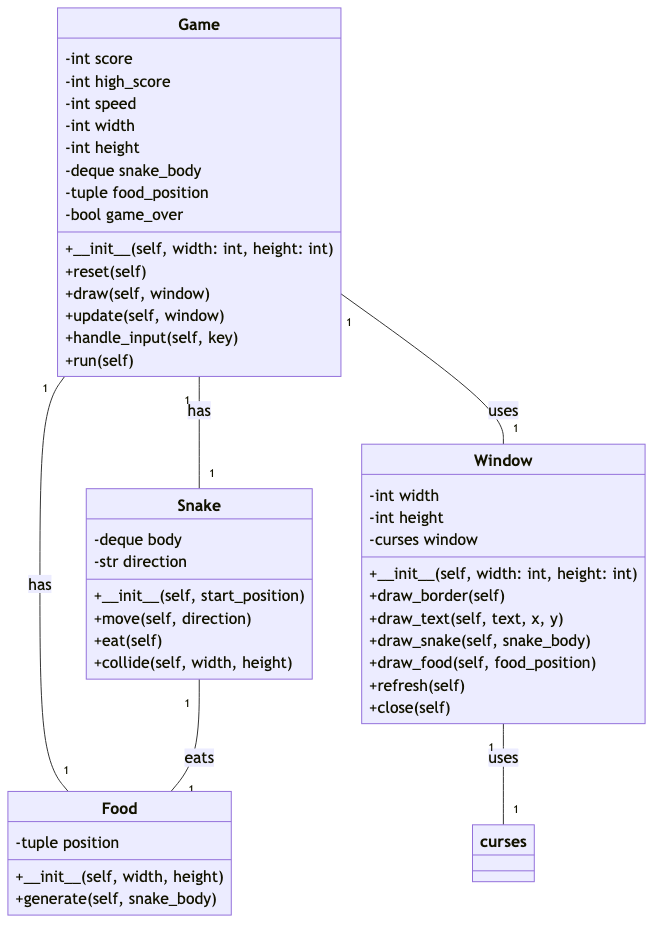 Game
-int score
-int high_score
-int speed
-int width
-int height
-deque snake_body
-tuple food_position
-bool game_over
+__init__(self, width: int, height: int)
+reset(self)
+draw(self, window)
+update(self, window)
+handle_input(self, key)
+run(self)
1
1
1
has
uses
1
1
Snake
-deque body
-str direction
+__init__(self, start_position)
+move(self, direction)
+eat(self)
+collide(self, width, height)
Window
-int width
-int height
-curses window
+__init__(self, width: int, height: int)
+draw_border(self)
+draw_text(self, text, x, y)
+draw_snake(self, snake_body)
+draw_food(self, food_position)
+refresh(self)
+close(self)
has
1
eats
1
1
1
uses
1
Food
-tuple position
+__init__(self, width, height)
+generate(self, snake_body)
curses